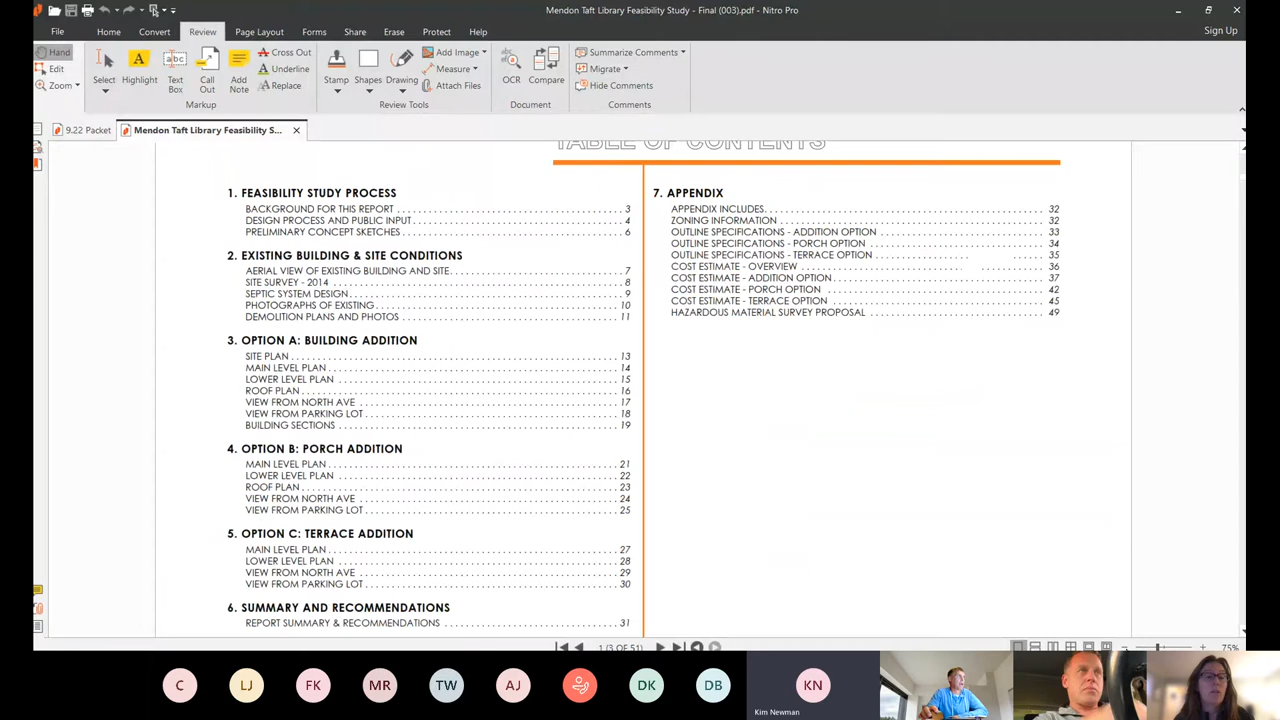 Mendon Taft Library Feasibility Study - Final (003).pdf - Nitro Pro
File Home Convert Review Page Layout Forms Share Erase Protect Help Sign Up
Hand
Edit
Zoom
Select
Highlight
Text Box
Call Out
Add Note
Cross Out
Underline
Replace
Markup
Stamp
Shapes
Drawing
Add Image
Measure
Attach Files
Review Tools
OCR
Compare
Document
Summarize Comments
Migrate
Hide Comments
Comments
9.22 Packet
Mendon Taft Library Feasibility S...
TABLE OF CONTENTS
1. FEASIBILITY STUDY PROCESS
BACKGROUND FOR THIS REPORT 3
DESIGN PROCESS AND PUBLIC INPUT 4
PRELIMINARY CONCEPT SKETCHES 6
2. EXISTING BUILDING & SITE CONDITIONS
AERIAL VIEW OF EXISTING BUILDING AND SITE 7
SITE SURVEY - 2014 8
SEPTIC SYSTEM DESIGN 9
PHOTOGRAPHS OF EXISTING 10
DEMOLITION PLANS AND PHOTOS 11
3. OPTION A: BUILDING ADDITION
SITE PLAN 13
MAIN LEVEL PLAN 14
LOWER LEVEL PLAN 15
ROOF PLAN 16
VIEW FROM NORTH AVE 17
VIEW FROM PARKING LOT 18
BUILDING SECTIONS 19
4. OPTION B: PORCH ADDITION
MAIN LEVEL PLAN 21
LOWER LEVEL PLAN 22
ROOF PLAN 23
VIEW FROM NORTH AVE 24
VIEW FROM PARKING LOT 25
5. OPTION C: TERRACE ADDITION
MAIN LEVEL PLAN 27
LOWER LEVEL PLAN 28
VIEW FROM NORTH AVE 29
VIEW FROM PARKING LOT 30
6. SUMMARY AND RECOMMENDATIONS
REPORT SUMMARY & RECOMMENDATIONS 31
7. APPENDIX
APPENDIX INCLUDES 32
ZONING INFORMATION 32
OUTLINE SPECIFICATIONS - ADDITION OPTION 33
OUTLINE SPECIFICATIONS - PORCH OPTION 34
OUTLINE SPECIFICATIONS - TERRACE OPTION 35
COST ESTIMATE - OVERVIEW 36
COST ESTIMATE - ADDITION OPTION 37
COST ESTIMATE - PORCH OPTION 42
COST ESTIMATE - TERRACE OPTION 45
HAZARDOUS MATERIAL SURVEY PROPOSAL 49
1 (3 OF 51)
75%
C LJ FK MR TW AJ DK DB KN
Kim Newman